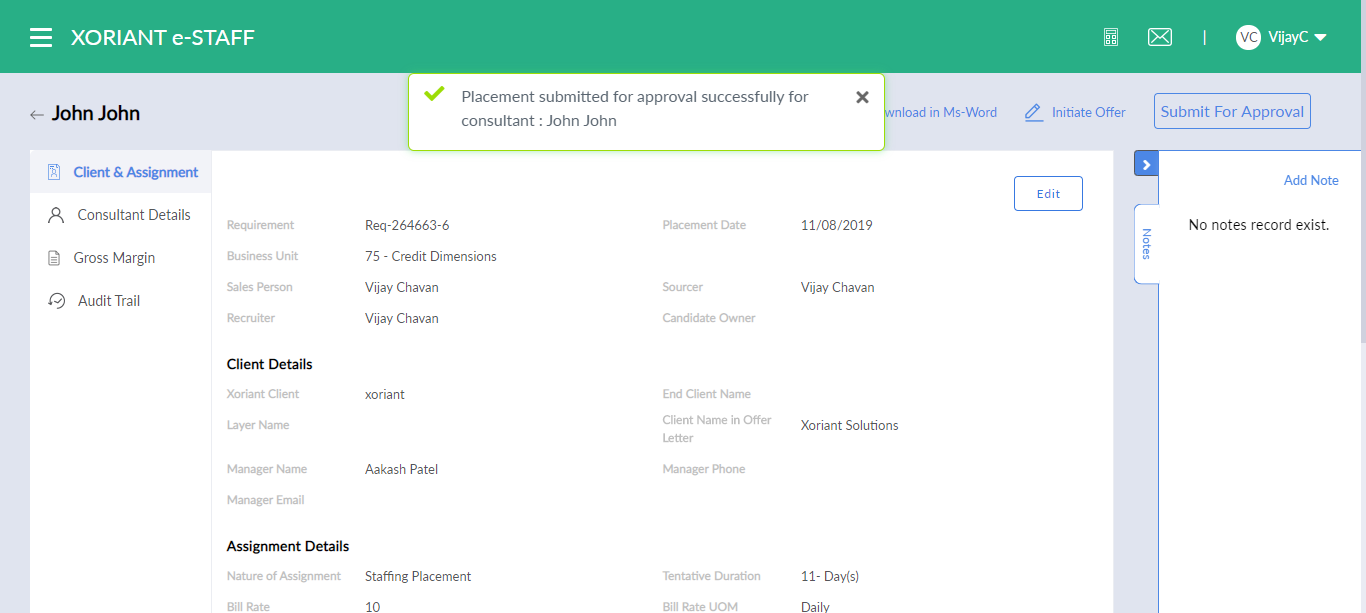 XORIANT e-STAFF
VC VijayC
Placement submitted for approval successfully for
consultant : John John
John John
wnload in Ms-Word
Initiate Offer
Submit For Approval
Client & Assignment
Consultant Details
Gross Margin
Audit Trail
Edit
Requirement Req-264663-6 Placement Date 11/08/2019
Business Unit 75 - Credit Dimensions
Sales Person Vijay Chavan Sourcer Vijay Chavan
Recruiter Vijay Chavan Candidate Owner
Client Details
Xoriant Client xoriant End Client Name
Layer Name Client Name in Offer Xoriant Solutions
Letter
Manager Name Aakash Patel Manager Phone
Manager Email
Assignment Details
Nature of Assignment Staffing Placement Tentative Duration 11- Day(s)
Bill Rate 10 Bill Rate UOM Daily
Notes
Add Note
No notes record exist.